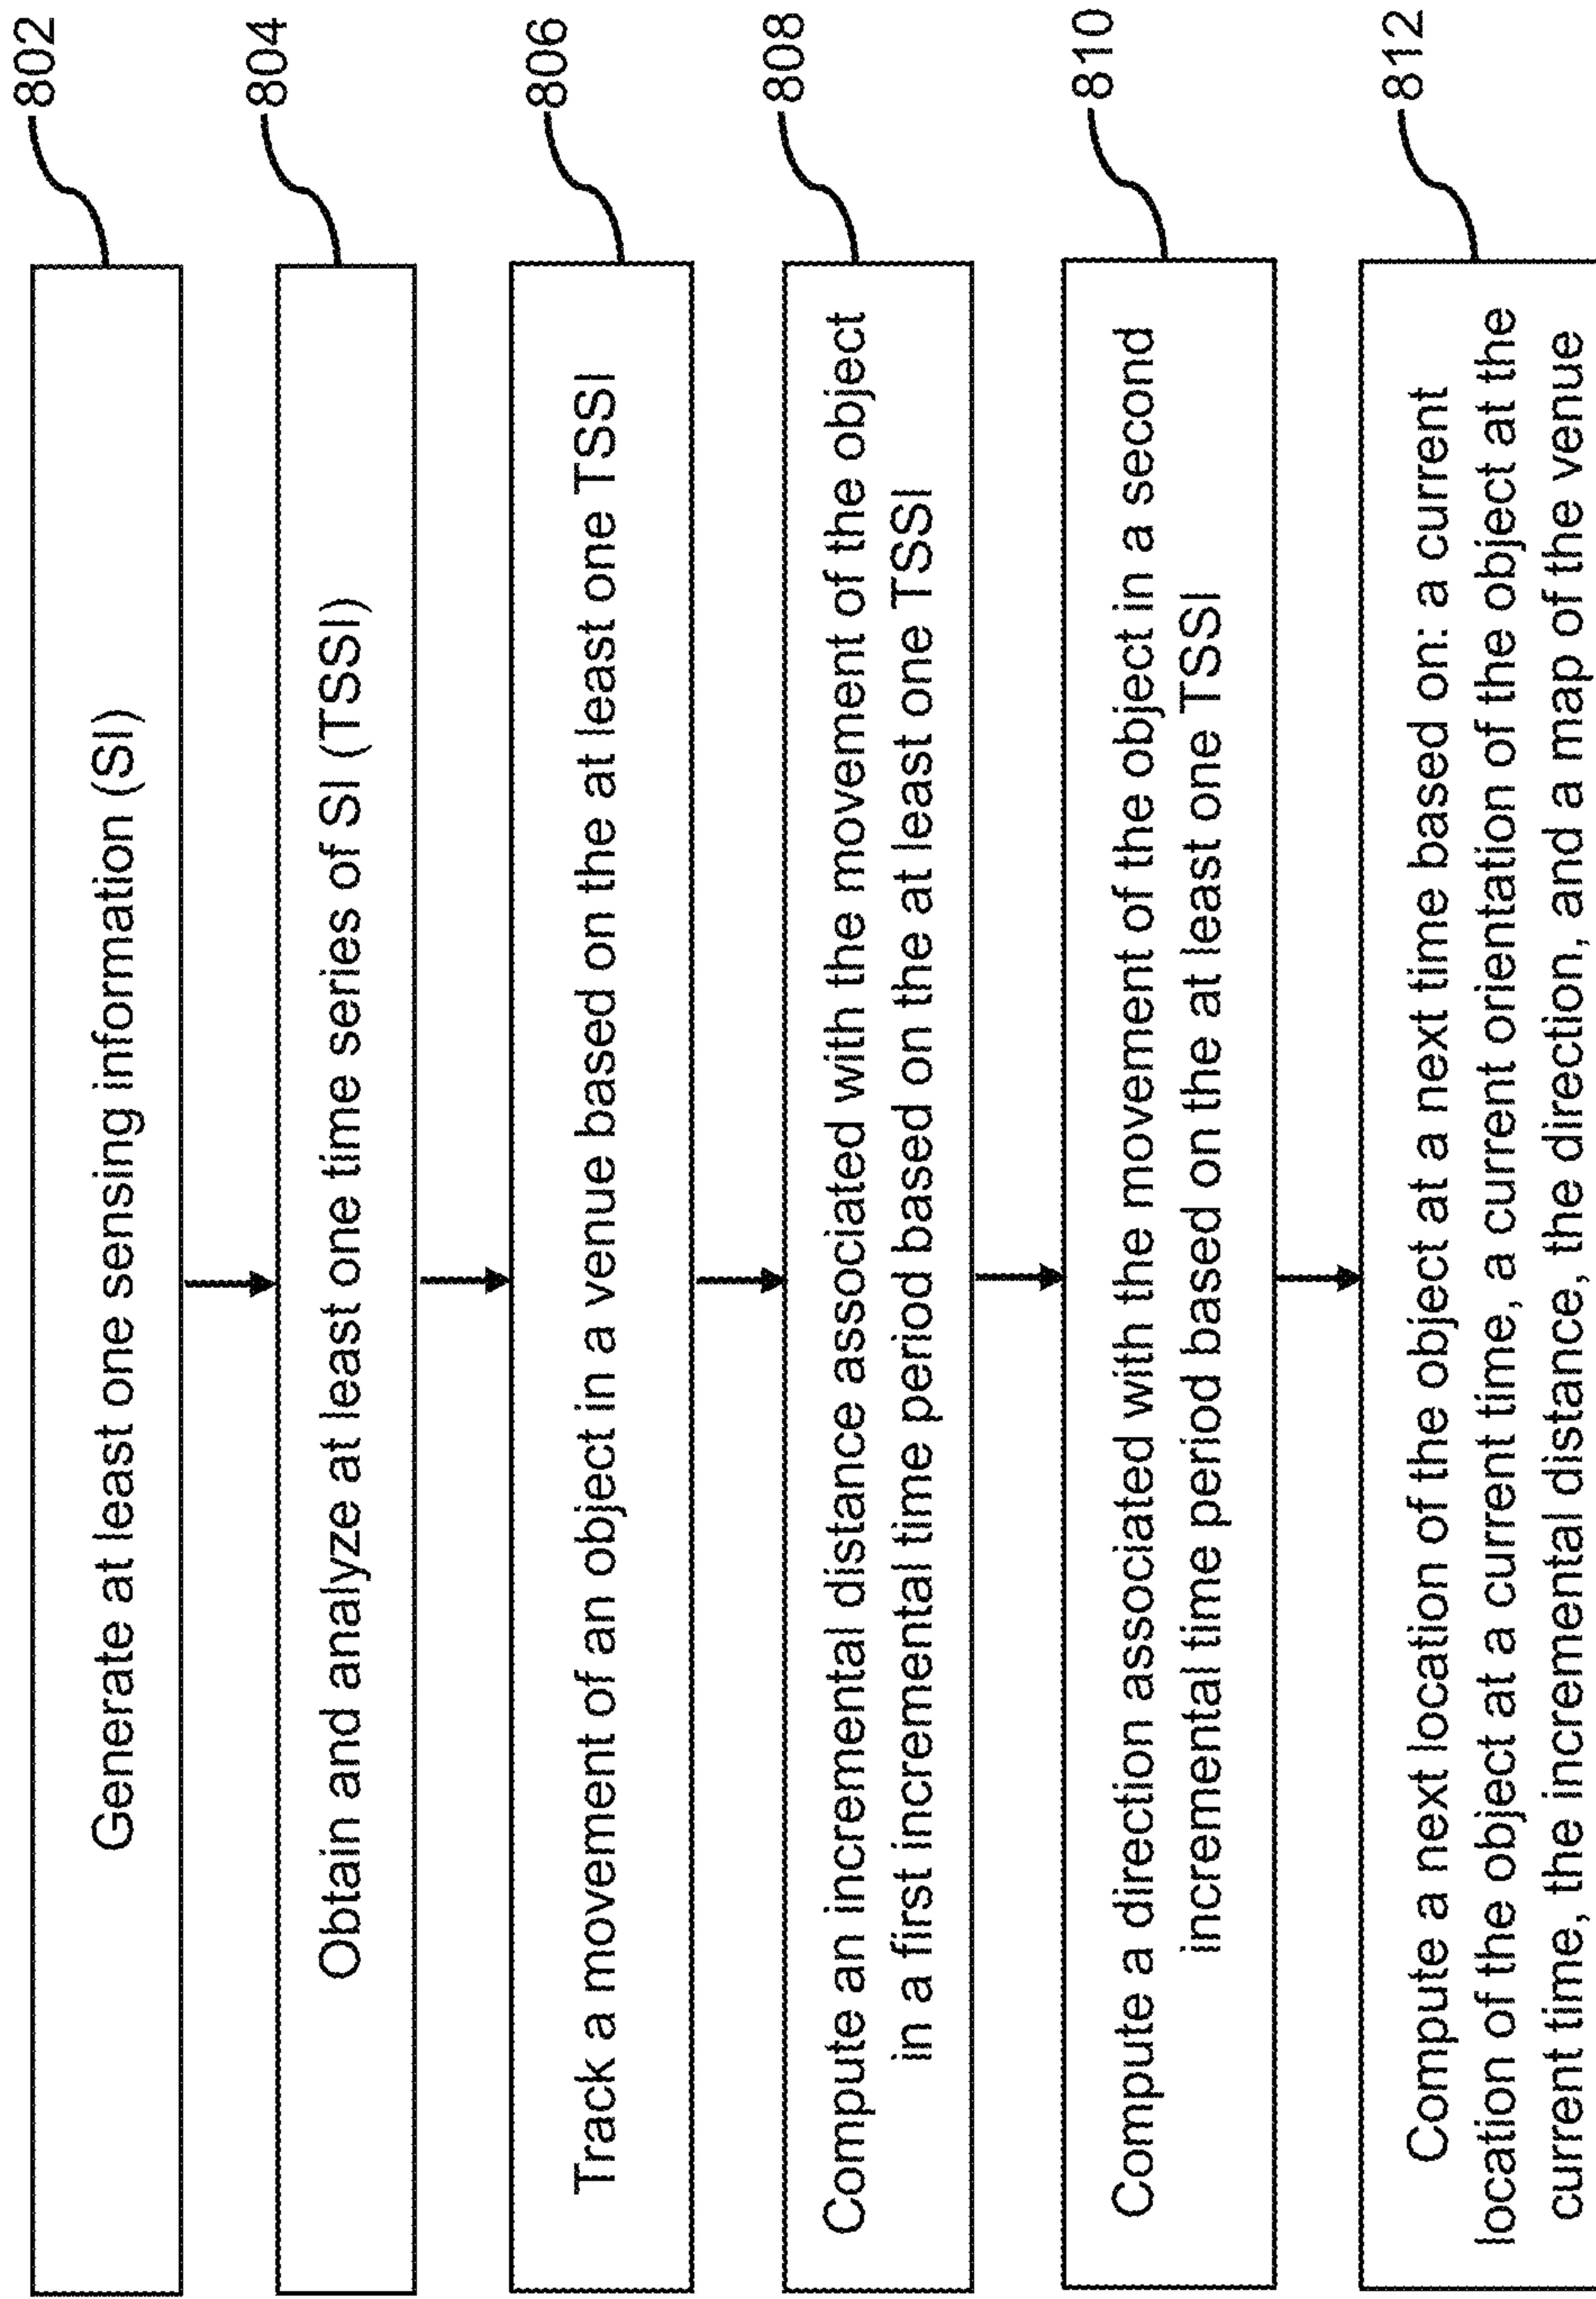 802
Generate at least one sensing information (SI)
804
Obtain and analyze at least one time series of SI (TSSI)
806
Track a movement of an object in a venue based on the at least one TSSI
808
Compute an incremental distance associated with the movement of the object
in a first incremental time period based on the at least one TSSI
810
Compute a direction associated with the movement of the object in a second
incremental time period based on the at least one TSSI
812
Compute a next location of the object at a next time based on: a current
location of the object at a current time, a current orientation of the object at the
current time, the incremental distance, the direction, and a map of the venue